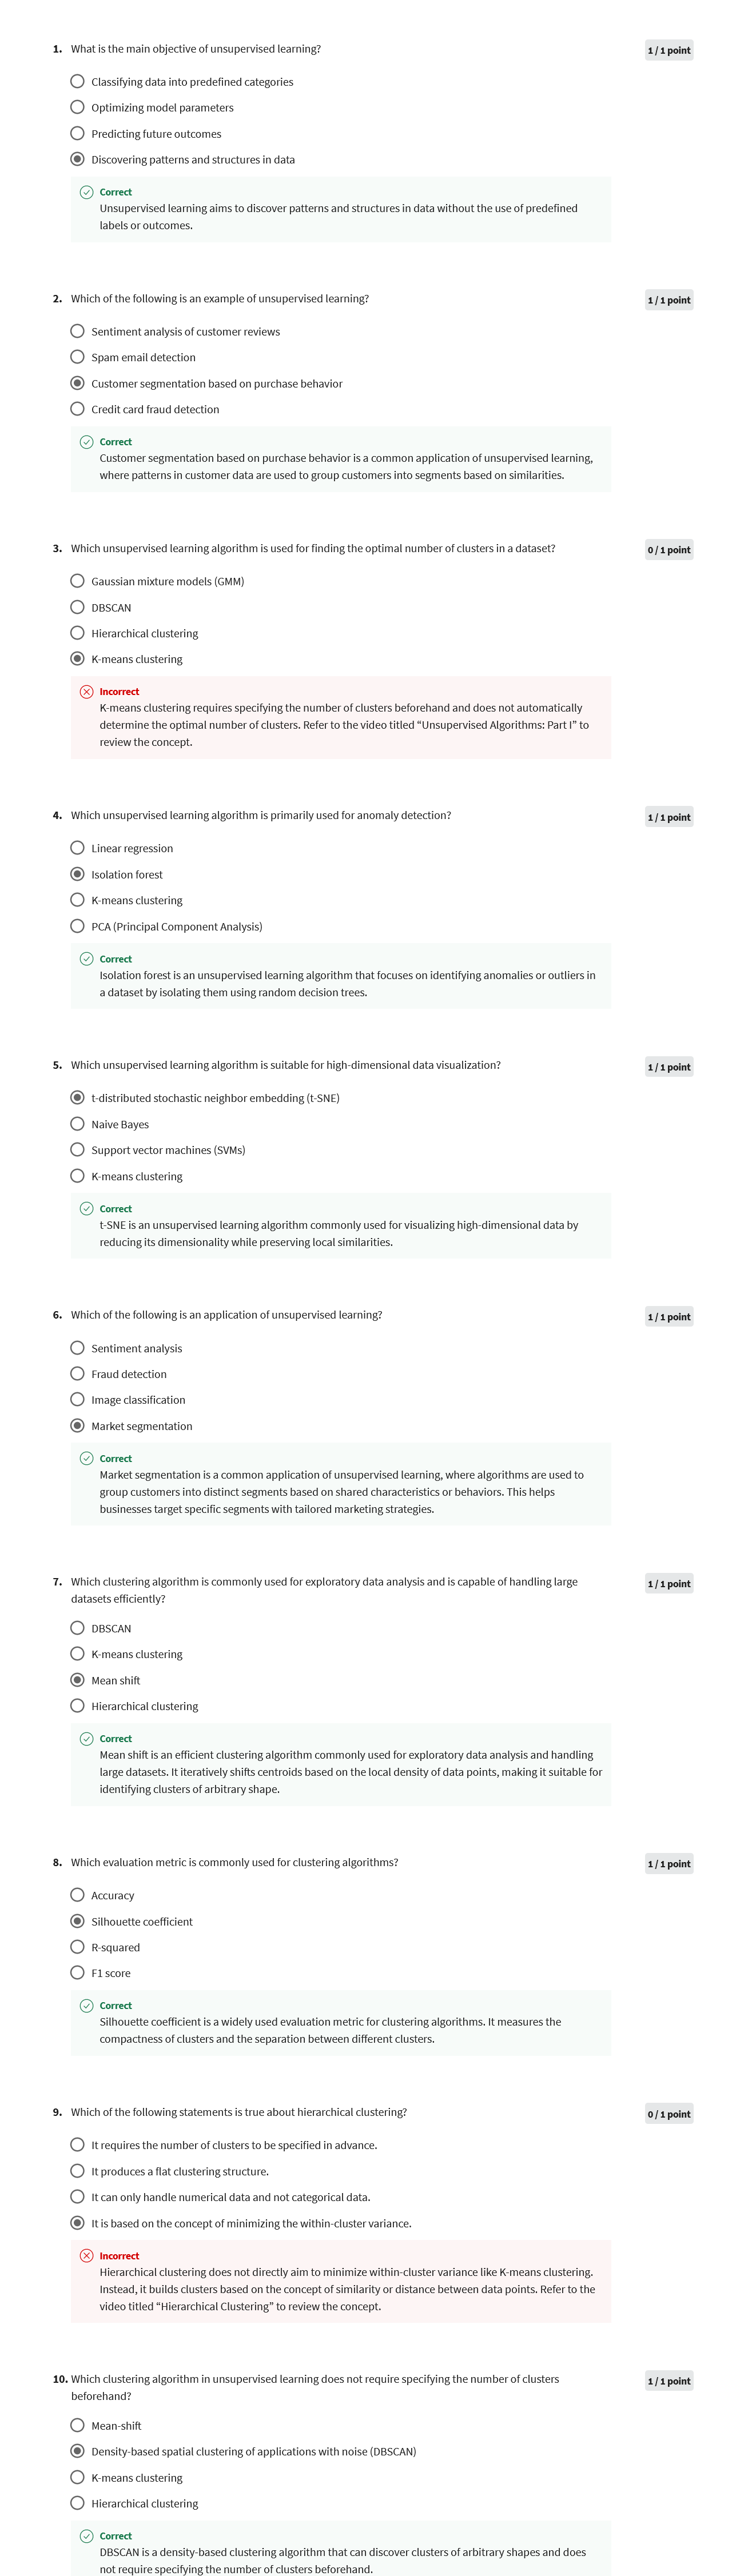 1. What is the main objective of unsupervised learning?
1 / 1 point
Classifying data into predefined categories
Optimizing model parameters
Predicting future outcomes
Discovering patterns and structures in data
Correct
Unsupervised learning aims to discover patterns and structures in data without the use of predefined
labels or outcomes.
2. Which of the following is an example of unsupervised learning?
1 / 1 point
Sentiment analysis of customer reviews
Spam email detection
Customer segmentation based on purchase behavior
Credit card fraud detection
Correct
Customer segmentation based on purchase behavior is a common application of unsupervised learning,
where patterns in customer data are used to group customers into segments based on similarities.
3. Which unsupervised learning algorithm is used for finding the optimal number of clusters in a dataset?
0 / 1 point
Gaussian mixture models (GMM)
DBSCAN
Hierarchical clustering
K-means clustering
Incorrect
K-means clustering requires specifying the number of clusters beforehand and does not automatically
determine the optimal number of clusters. Refer to the video titled “Unsupervised Algorithms: Part I” to
review the concept.
4. Which unsupervised learning algorithm is primarily used for anomaly detection?
1 / 1 point
Linear regression
Isolation forest
K-means clustering
PCA (Principal Component Analysis)
Correct
Isolation forest is an unsupervised learning algorithm that focuses on identifying anomalies or outliers in
a dataset by isolating them using random decision trees.
5. Which unsupervised learning algorithm is suitable for high-dimensional data visualization?
1 / 1 point
t-distributed stochastic neighbor embedding (t-SNE)
Naive Bayes
Support vector machines (SVMs)
K-means clustering
Correct
t-SNE is an unsupervised learning algorithm commonly used for visualizing high-dimensional data by
reducing its dimensionality while preserving local similarities.
6. Which of the following is an application of unsupervised learning?
1 / 1 point
Sentiment analysis
Fraud detection
Image classification
Market segmentation
Correct
Market segmentation is a common application of unsupervised learning, where algorithms are used to
group customers into distinct segments based on shared characteristics or behaviors. This helps
businesses target specific segments with tailored marketing strategies.
7. Which clustering algorithm is commonly used for exploratory data analysis and is capable of handling large
datasets efficiently?
1 / 1 point
DBSCAN
K-means clustering
Mean shift
Hierarchical clustering
Correct
Mean shift is an efficient clustering algorithm commonly used for exploratory data analysis and handling
large datasets. It iteratively shifts centroids based on the local density of data points, making it suitable for
identifying clusters of arbitrary shape.
8. Which evaluation metric is commonly used for clustering algorithms?
1 / 1 point
Accuracy
Silhouette coefficient
R-squared
F1 score
Correct
Silhouette coefficient is a widely used evaluation metric for clustering algorithms. It measures the
compactness of clusters and the separation between different clusters.
9. Which of the following statements is true about hierarchical clustering?
0 / 1 point
It requires the number of clusters to be specified in advance.
It produces a flat clustering structure.
It can only handle numerical data and not categorical data.
It is based on the concept of minimizing the within-cluster variance.
Incorrect
Hierarchical clustering does not directly aim to minimize within-cluster variance like K-means clustering.
Instead, it builds clusters based on the concept of similarity or distance between data points. Refer to the
video titled “Hierarchical Clustering” to review the concept.
10. Which clustering algorithm in unsupervised learning does not require specifying the number of clusters
beforehand?
1 / 1 point
Mean-shift
Density-based spatial clustering of applications with noise (DBSCAN)
K-means clustering
Hierarchical clustering
Correct
DBSCAN is a density-based clustering algorithm that can discover clusters of arbitrary shapes and does
not require specifying the number of clusters beforehand.